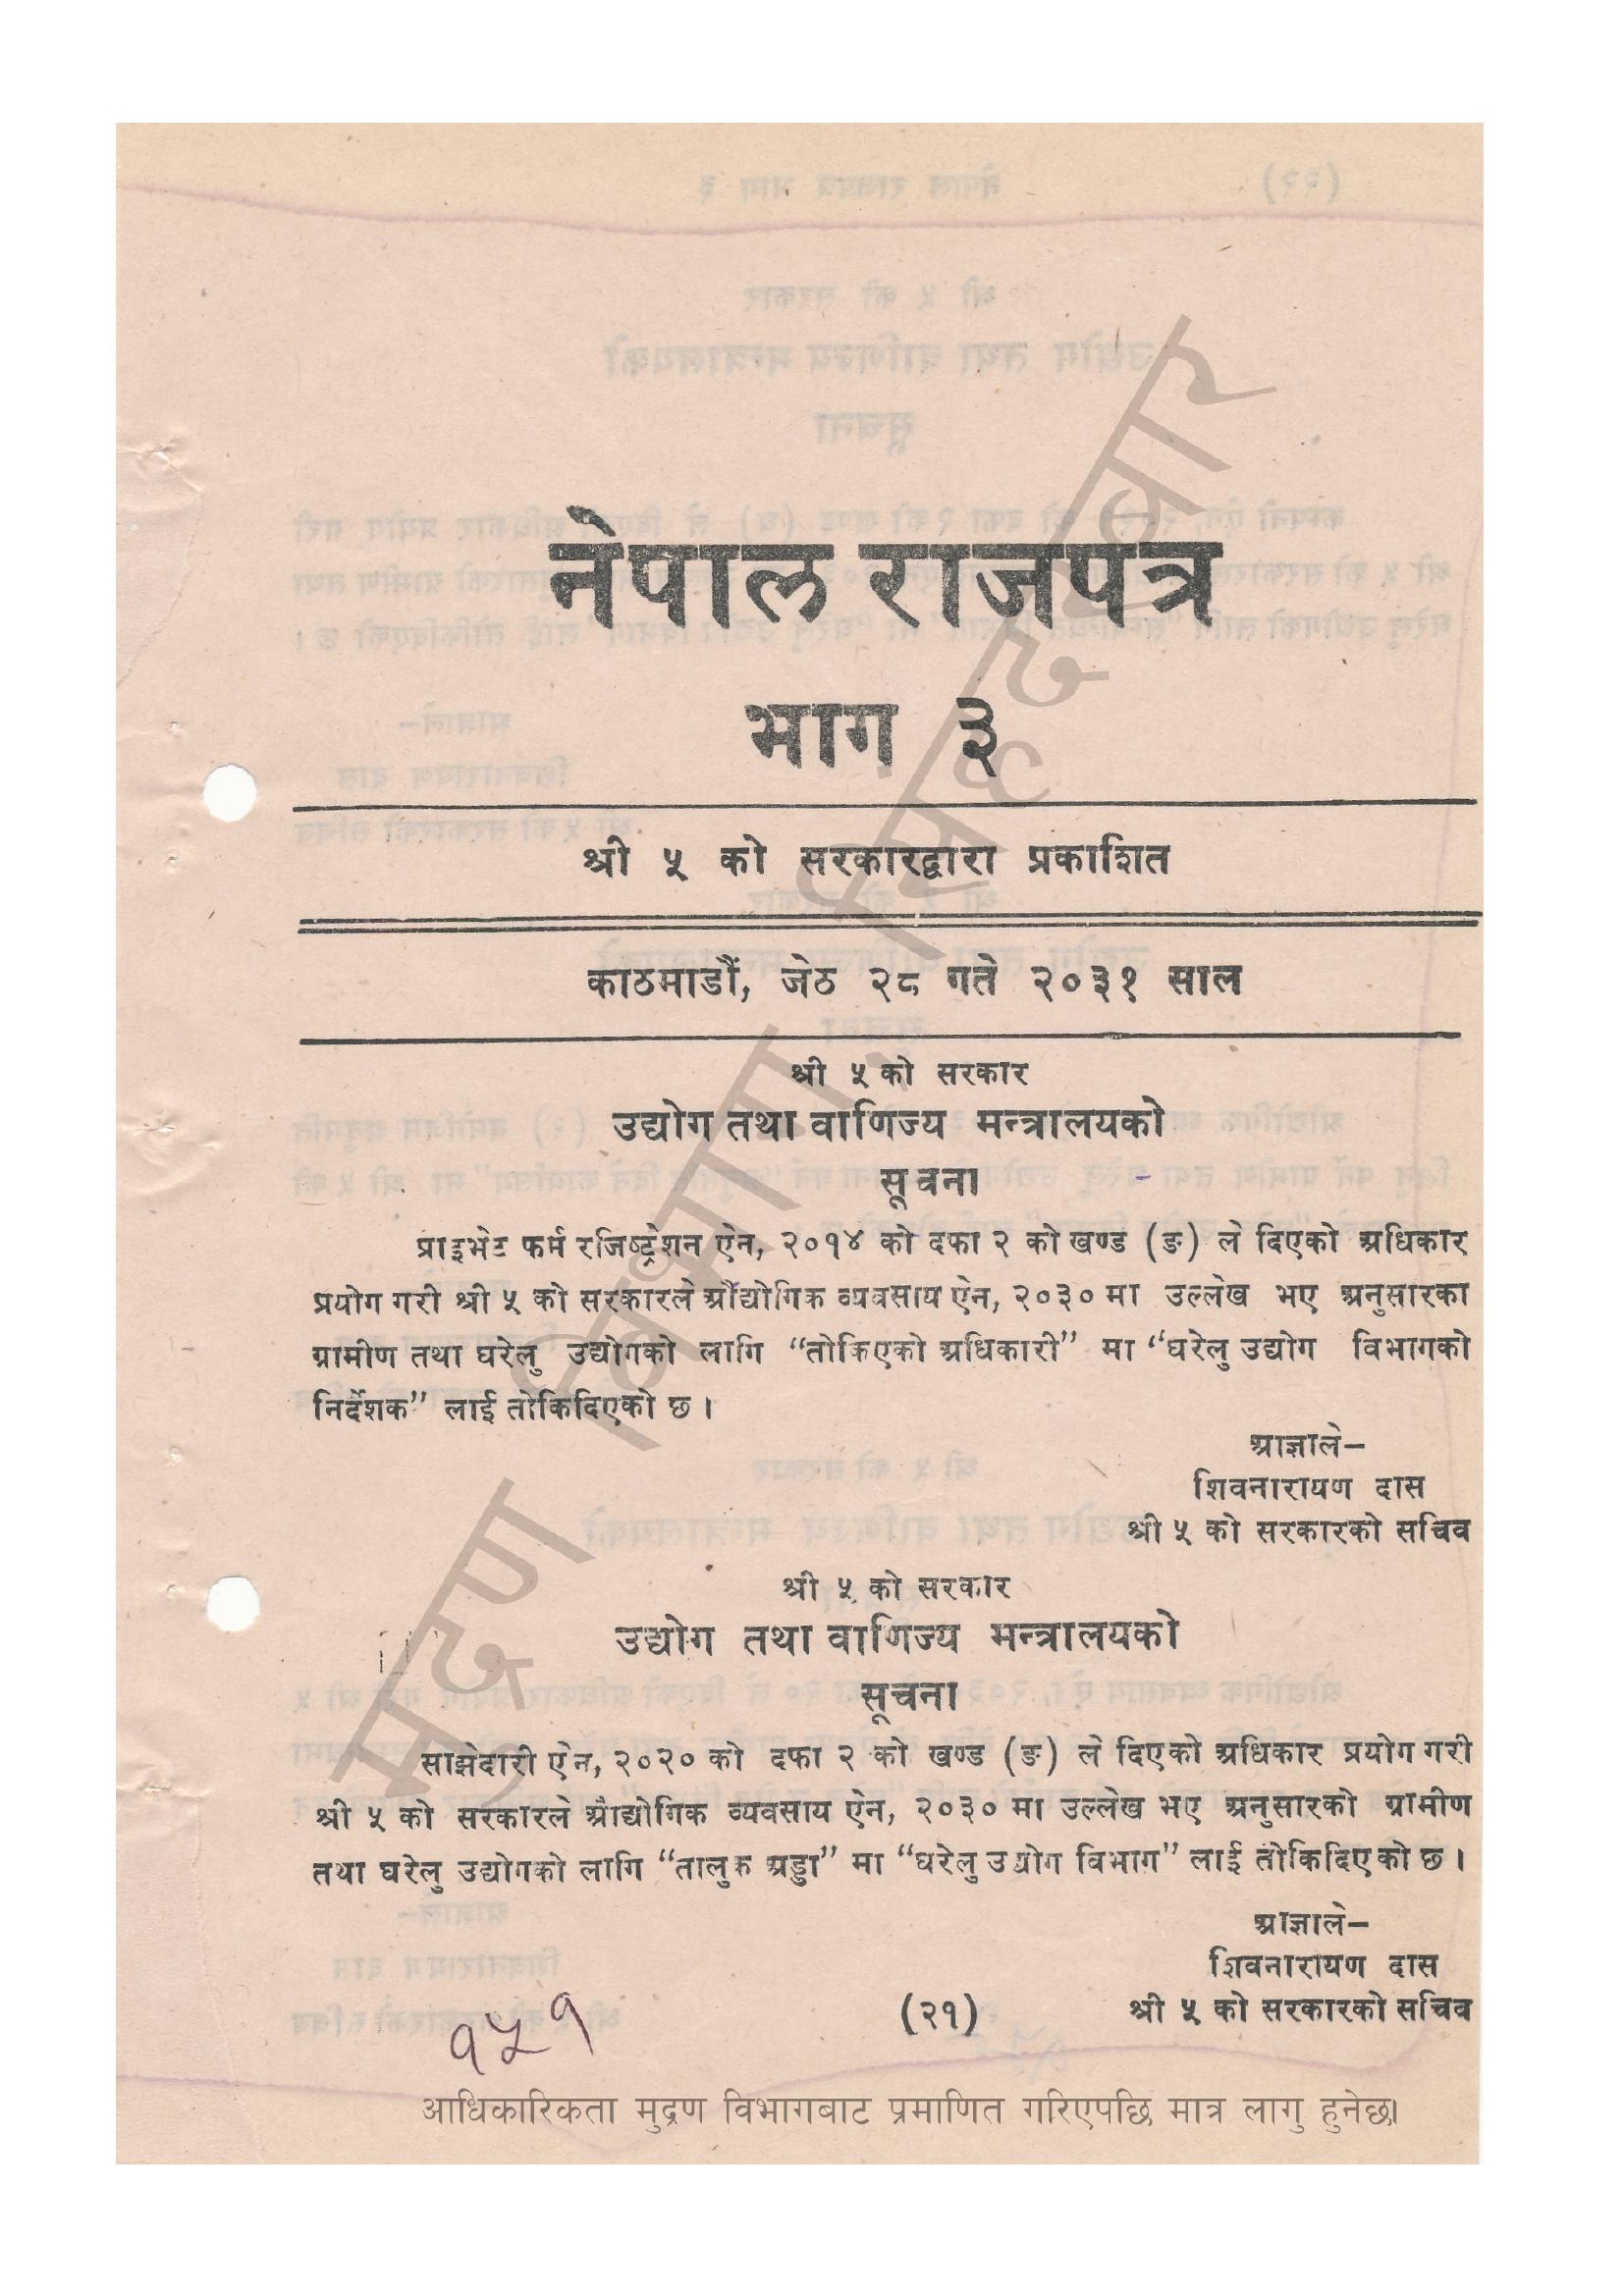 नेपाल राजपत्र
भाग ३
श्री ५ को सरकारद्वारा प्रकाशित
काठमाडौं, जेठ २८ गते २०३१ साल
श्री ५ को सरकार
उद्योग तथा वाणिज्य मन्त्रालयको
सूचना
प्राइभेट फर्म रजिष्ट्रेशन ऐन, २०१४ को दफा २ को खण्ड (ङ) ले दिएको अधिकार
प्रयोग गरी श्री ५ को सरकारले औद्योगिक व्यवसाय ऐन, २०३० मा उल्लेख भए अनुसारका
ग्रामीण तथा घरेलु उद्योगको लागि “तोकिएको अधिकारी” मा “घरेलु उद्योग विभागको
निर्देशक” लाई तोकिदिएको छ ।
आज्ञाले–
शिवनारायण दास
श्री ५ को सरकारको सचिव
श्री ५ को सरकार
उद्योग तथा वाणिज्य मन्त्रालयको
सूचना
साझेदारी ऐन, २०२० को दफा २ को खण्ड (ङ) ले दिएको अधिकार प्रयोग गरी
श्री ५ को सरकारले औद्योगिक व्यवसाय ऐन, २०३० मा उल्लेख भए अनुसारको ग्रामीण
तथा घरेलु उद्योगको लागि “तालुक अड्डा” मा “घरेलु उद्योग विभाग” लाई तोकिदिएको छ ।
आज्ञाले–
शिवनारायण दास
श्री ५ को सरकारको सचिव
(२१)
१५१
आधिकारिकता मुद्रण विभागबाट प्रमाणित गरिएपछि मात्र लागु हुनेछ।
मुद्रण विभाग, सिंहदरबार